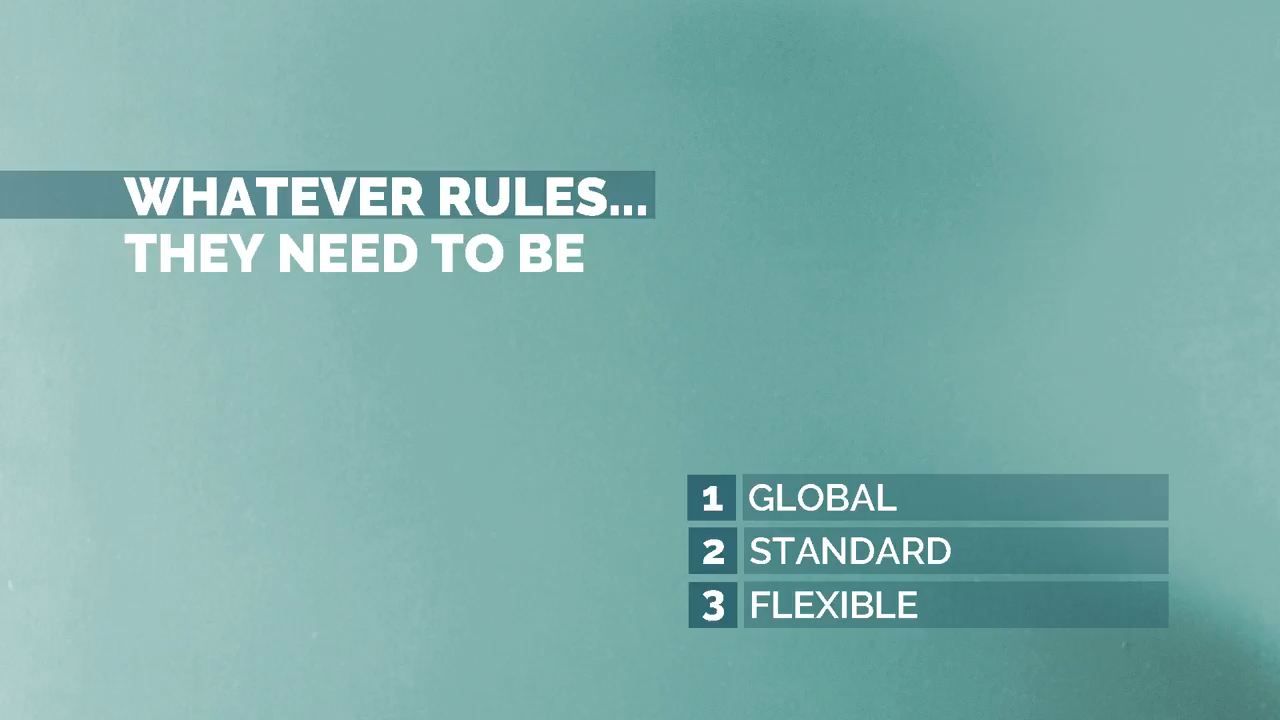 WHATEVER RULES...
THEY NEED TO BE
1 GLOBAL
2 STANDARD
3 FLEXIBLE